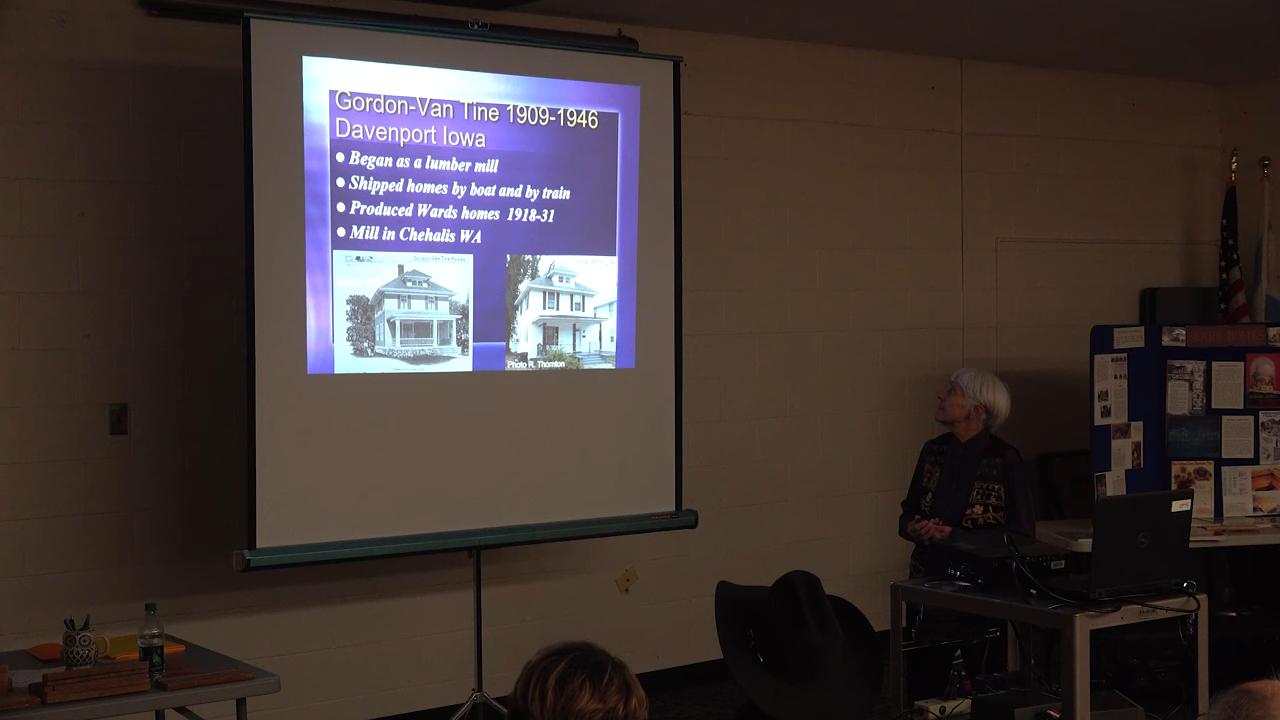 Gordon-Van Tine 1909-1946
Davenport Iowa
Began as a lumber mill
Shipped homes by boat and by train
Produced Wards homes 1918-31
Mill in Chehalis WA
Gordon-Van Tine Homes
Photo R. Thornton